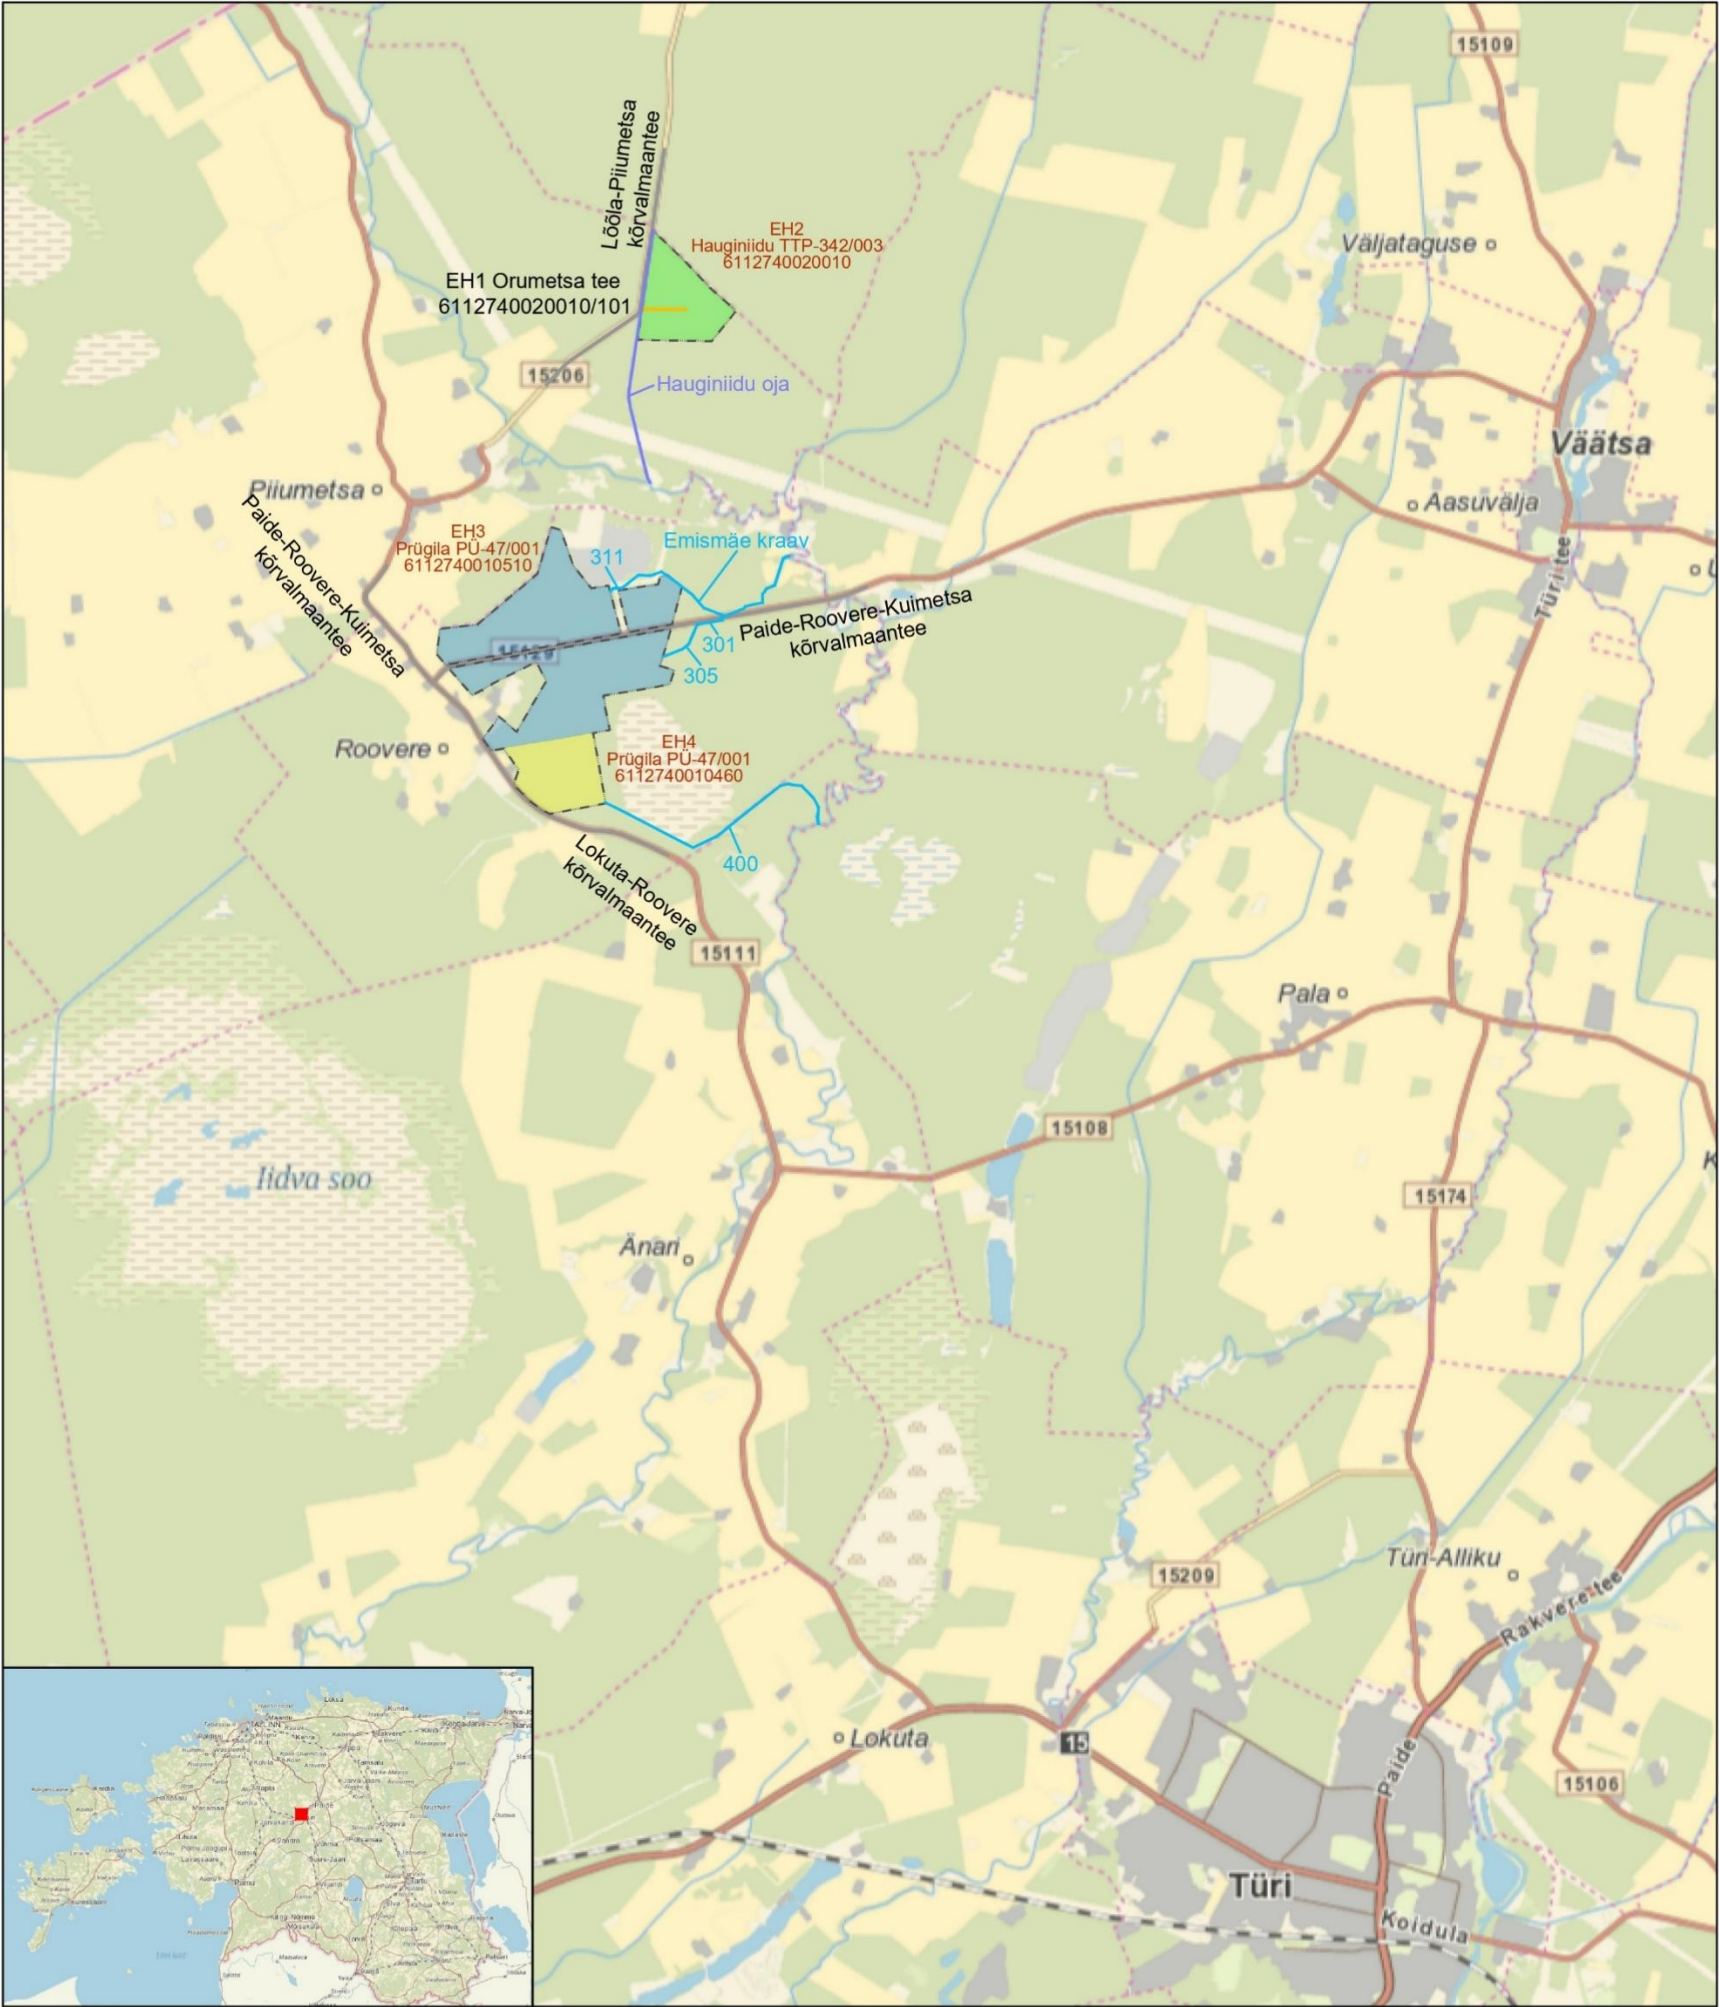 15109
Lõõla-Piiumetsa
kõrvalmaantee
EH2
Hauginiidu TTP-342/003
6112740020010
Väljataguse
EH1 Orumetsa tee
6112740020010/101
15206
Hauginiidu oja
Väätsa
Piiumetsa
Aasuvälja
Paide-Roovere-Kuimetsa
kõrvalmaantee
EH3
Prügila PÜ-47/001
6112740010510
311
Emismäe kraav
Türi tee
15129
301
305
Paide-Roovere-Kuimetsa
kõrvalmaantee
Roovere
EH4
Prügila PÜ-47/001
6112740010460
400
Lokuta-Roovere
kõrvalmaantee
15111
Pala
15108
Iidva soo
15174
Änari
Türi-Alliku
15209
Rakvere tee
Lokuta
15
Paide
15106
Türi
Koidula